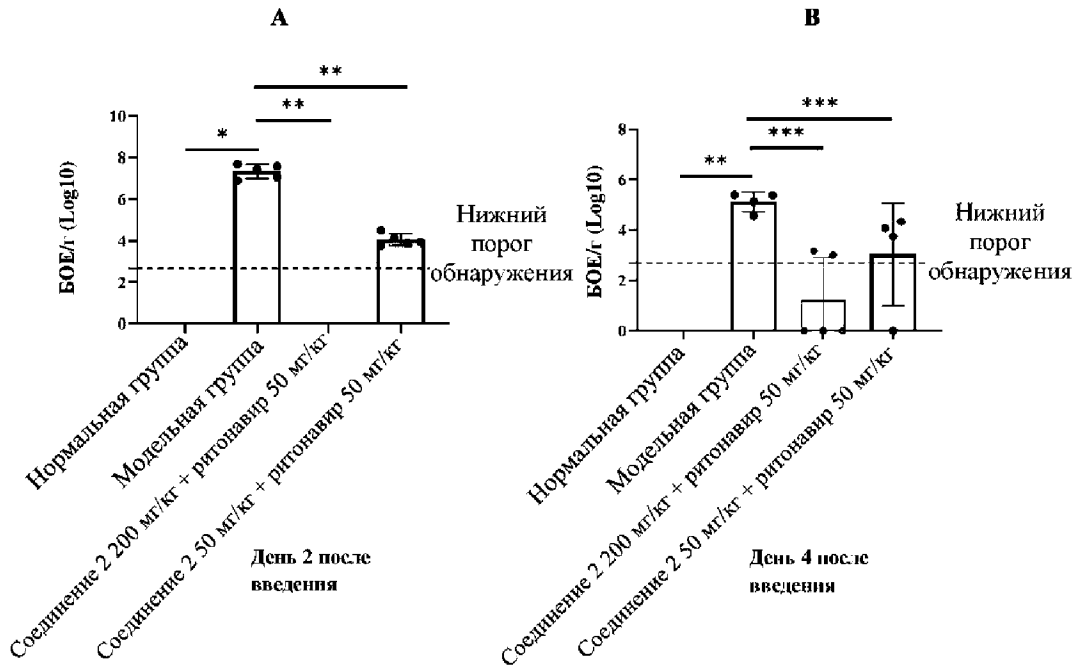 A
**
**
*
10
8
6
4
2
0
БОЕ/г (Log10)
Нижний
порог
обнаружения
Нормальная группа
Модельная группа
Соединение 2 200 мг/кг + ритонавир 50 мг/кг
Соединение 2 50 мг/кг + ритонавир 50 мг/кг
День 2 после
введения
B
***
***
**
8
6
4
2
0
БОЕ/г (Log10)
Нижний
порог
обнаружения
Нормальная группа
Модельная группа
Соединение 2 200 мг/кг + ритонавир 50 мг/кг
Соединение 2 50 мг/кг + ритонавир 50 мг/кг
День 4 после
введения